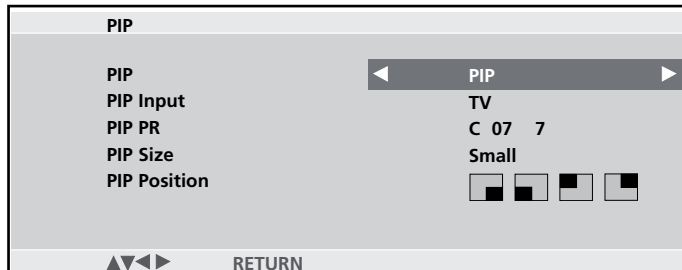 PIP
PIP ◀ PIP ▶
PIP Input TV
PIP PR C 07 7
PIP Size Small
PIP Position
▲▼◀▶ RETURN